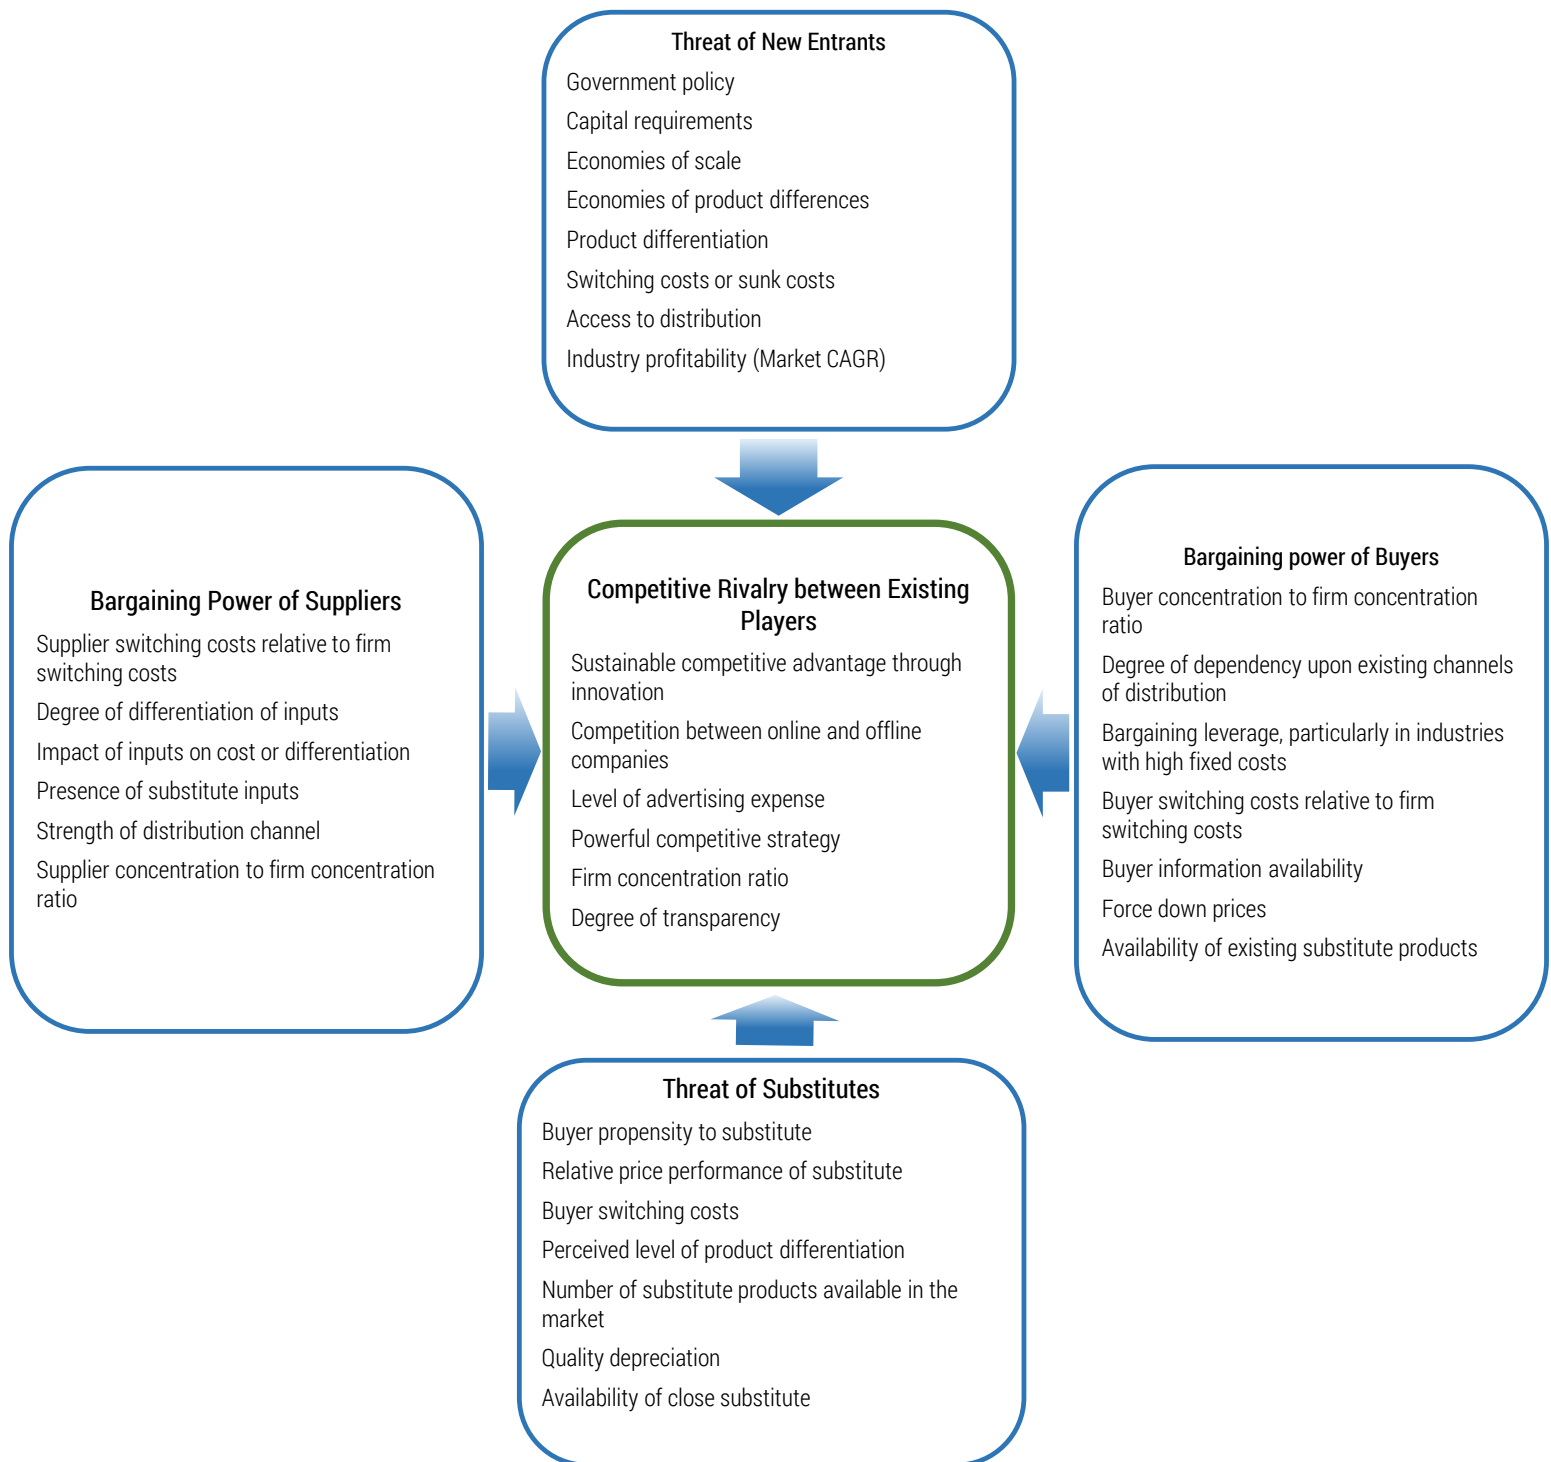 Threat of New Entrants
Government policy
Capital requirements
Economies of scale
Economies of product differences
Product differentiation
Switching costs or sunk costs
Access to distribution
Industry profitability (Market CAGR)
Bargaining Power of Suppliers
Supplier switching costs relative to firm
switching costs
Degree of differentiation of inputs
Impact of inputs on cost or differentiation
Presence of substitute inputs
Strength of distribution channel
Supplier concentration to firm concentration
ratio
Competitive Rivalry between Existing
Players
Sustainable competitive advantage through
innovation
Competition between online and offline
companies
Level of advertising expense
Powerful competitive strategy
Firm concentration ratio
Degree of transparency
Bargaining power of Buyers
Buyer concentration to firm concentration
ratio
Degree of dependency upon existing channels
of distribution
Bargaining leverage, particularly in industries
with high fixed costs
Buyer switching costs relative to firm
switching costs
Buyer information availability
Force down prices
Availability of existing substitute products
Threat of Substitutes
Buyer propensity to substitute
Relative price performance of substitute
Buyer switching costs
Perceived level of product differentiation
Number of substitute products available in the
market
Quality depreciation
Availability of close substitute